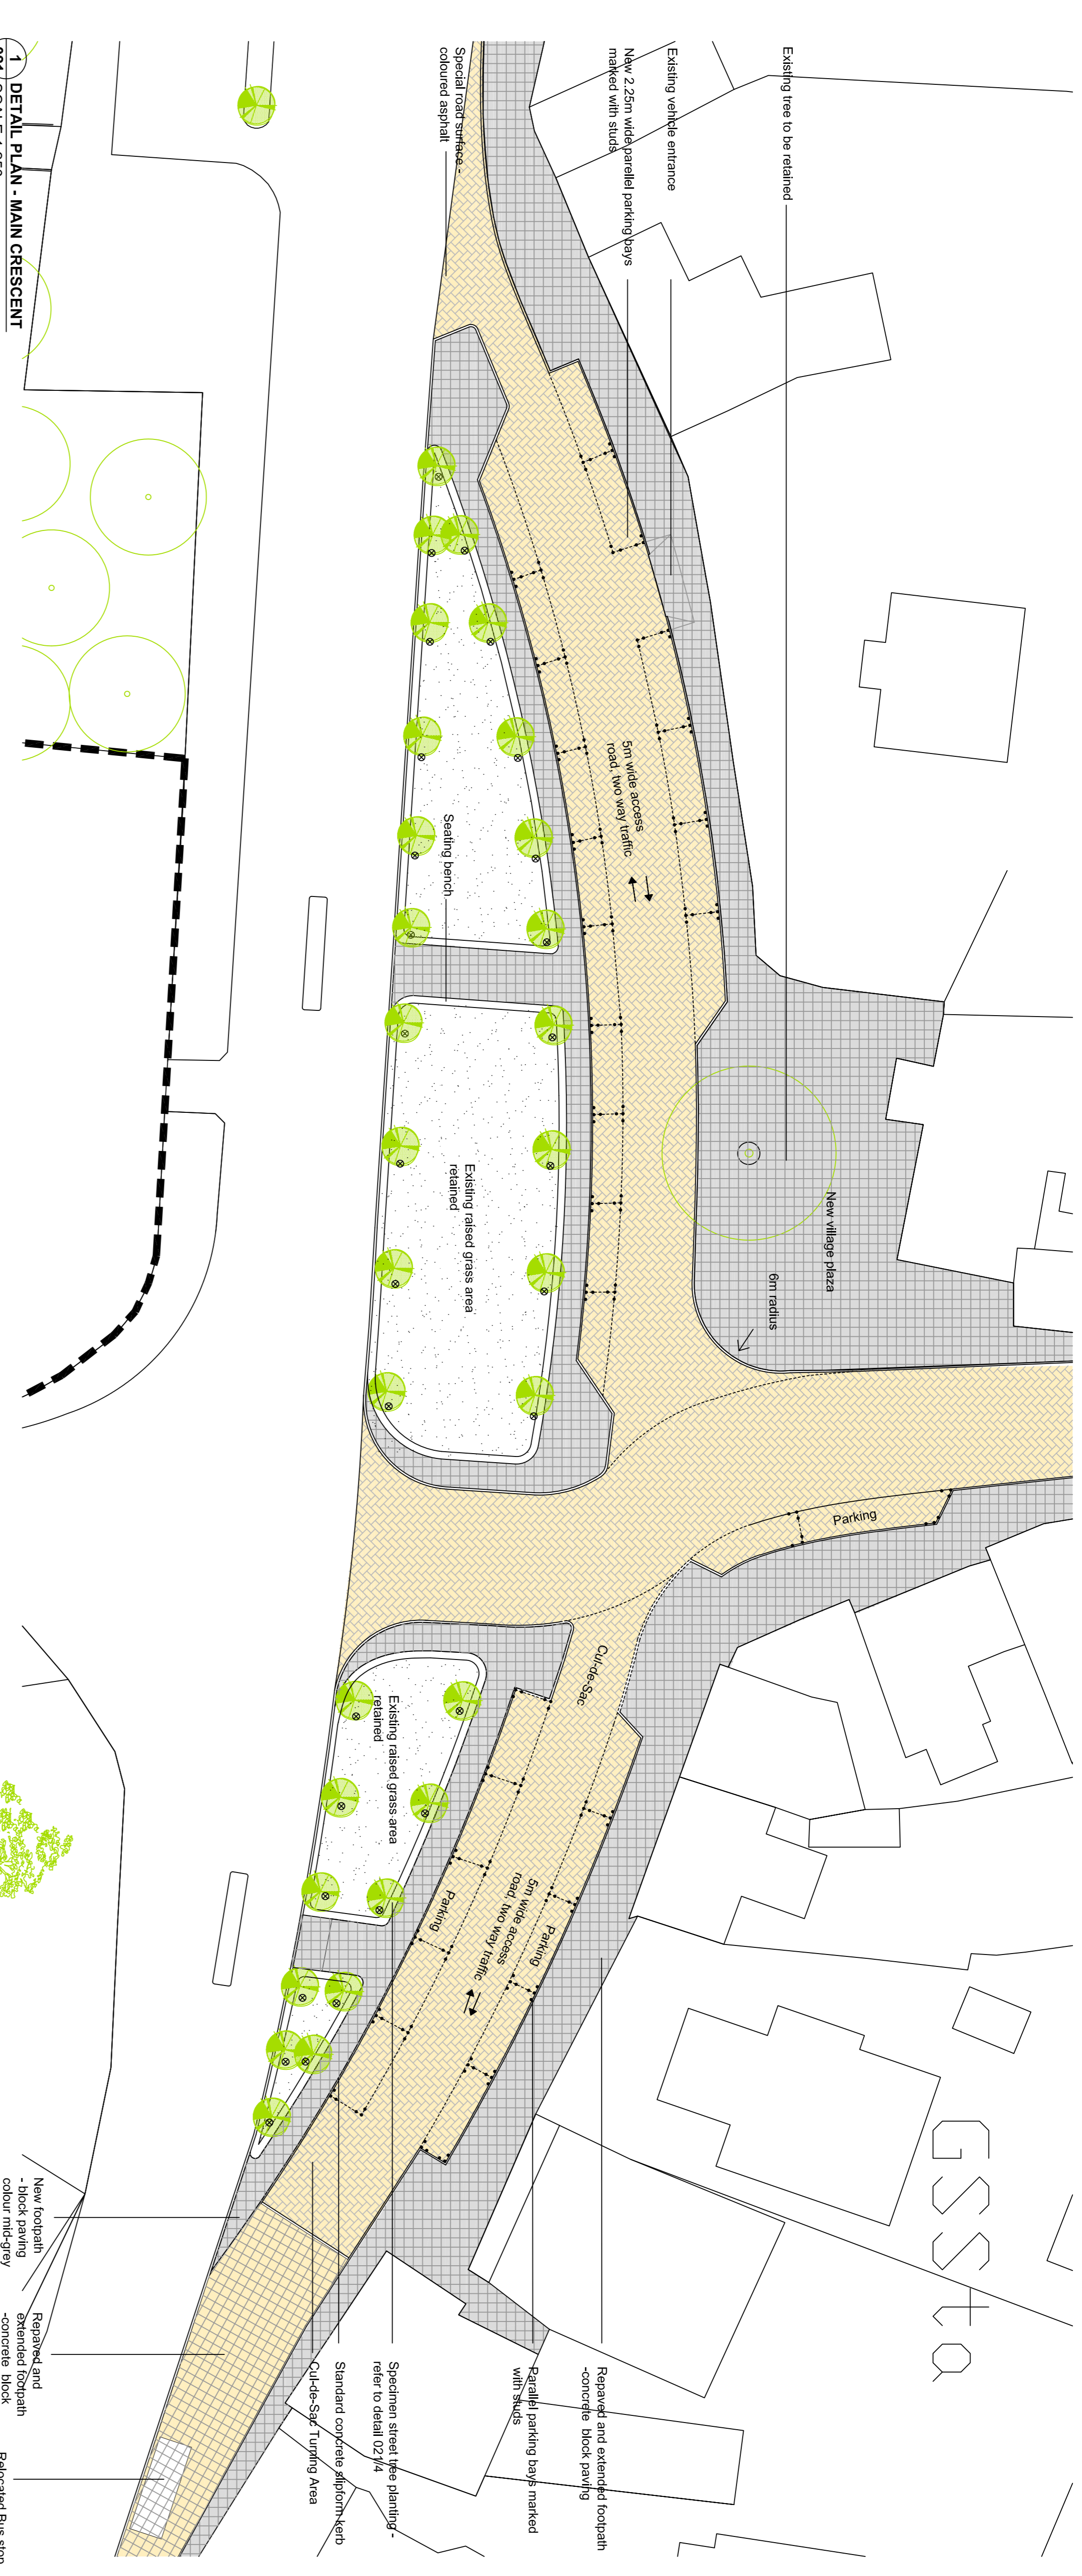 1 DETAIL PLAN - MAIN CRESCENT
Special road surface -
coloured asphalt
New 2.25m wide parellel parking bays
marked with studs
Existing vehicle entrance
Existing tree to be retained
5m wide access
road, two way traffic
Seating bench
Existing raised grass area
retained
New village plaza
6m radius
Parking
Cul-de-Sac
Existing raised grass area
retained
Parking
5m wide access
road, two way traffic
Parking
New footpath
- block paving
colour mid-grey
Repaved and
extended footpath
-concrete block
Relocated Bus stop
Cul-de-Sac Turning Area
Standard concrete slipform kerb
Specimen street tree planting -
refer to detail 021/4
Parallel parking bays marked
with studs
Repaved and extended footpath
-concrete block paving